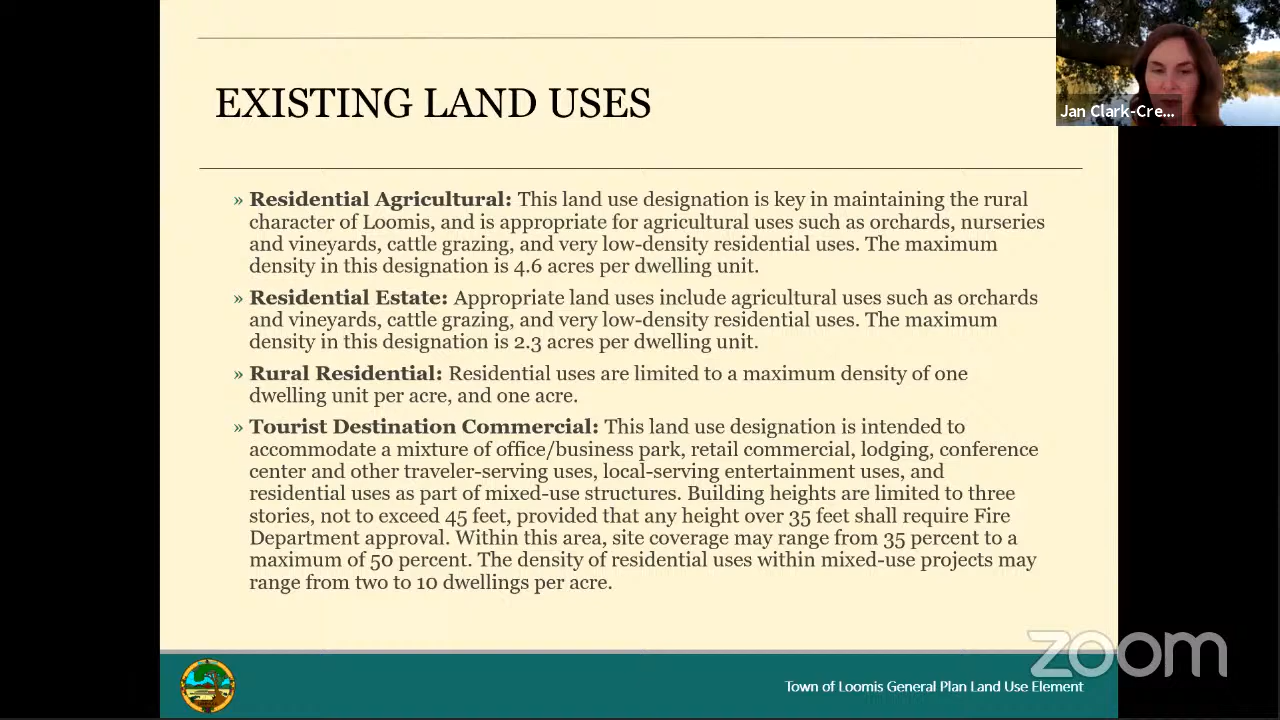 EXISTING LAND USES
Jan Clark-Cre...
» Residential Agricultural: This land use designation is key in maintaining the rural
character of Loomis, and is appropriate for agricultural uses such as orchards, nurseries
and vineyards, cattle grazing, and very low-density residential uses. The maximum
density in this designation is 4.6 acres per dwelling unit.
» Residential Estate: Appropriate land uses include agricultural uses such as orchards
and vineyards, cattle grazing, and very low-density residential uses. The maximum
density in this designation is 2.3 acres per dwelling unit.
» Rural Residential: Residential uses are limited to a maximum density of one
dwelling unit per acre, and one acre.
» Tourist Destination Commercial: This land use designation is intended to
accommodate a mixture of office/business park, retail commercial, lodging, conference
center and other traveler-serving uses, local-serving entertainment uses, and
residential uses as part of mixed-use structures. Building heights are limited to three
stories, not to exceed 45 feet, provided that any height over 35 feet shall require Fire
Department approval. Within this area, site coverage may range from 35 percent to a
maximum of 50 percent. The density of residential uses within mixed-use projects may
range from two to 10 dwellings per acre.
zoom
Town of Loomis General Plan Land Use Element